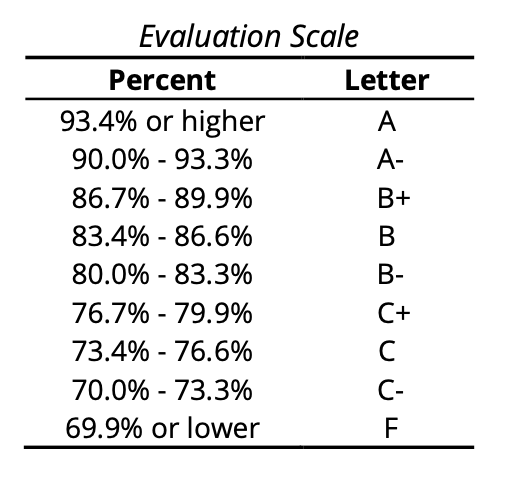 Evaluation Scale
Percent Letter
93.4% or higher A
90.0% - 93.3% A-
86.7% - 89.9% B+
83.4% - 86.6% B
80.0% - 83.3% B-
76.7% - 79.9% C+
73.4% - 76.6% C
70.0% - 73.3% C-
69.9% or lower F